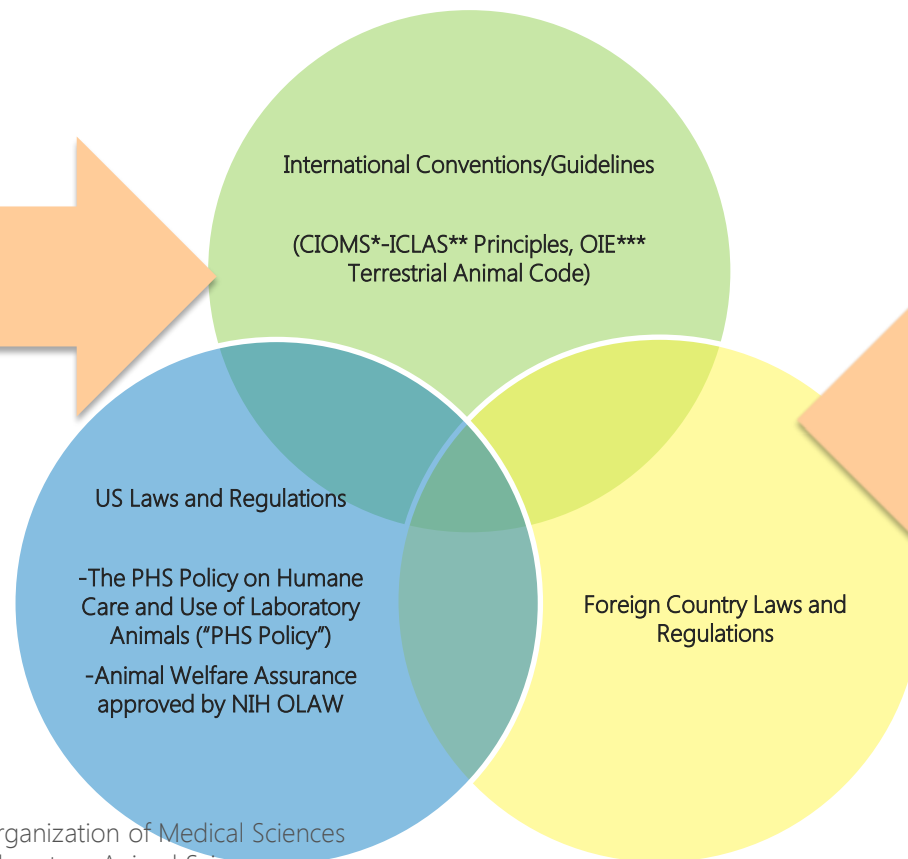 International Conventions/Guidelines
(CIOMS*-ICLAS** Principles, OIE***
Terrestrial Animal Code)
US Laws and Regulations
-The PHS Policy on Humane
Care and Use of Laboratory
Animals (“PHS Policy”)
-Animal Welfare Assurance
approved by NIH OLAW
Foreign Country Laws and
Regulations
rganization of Medical Sciences